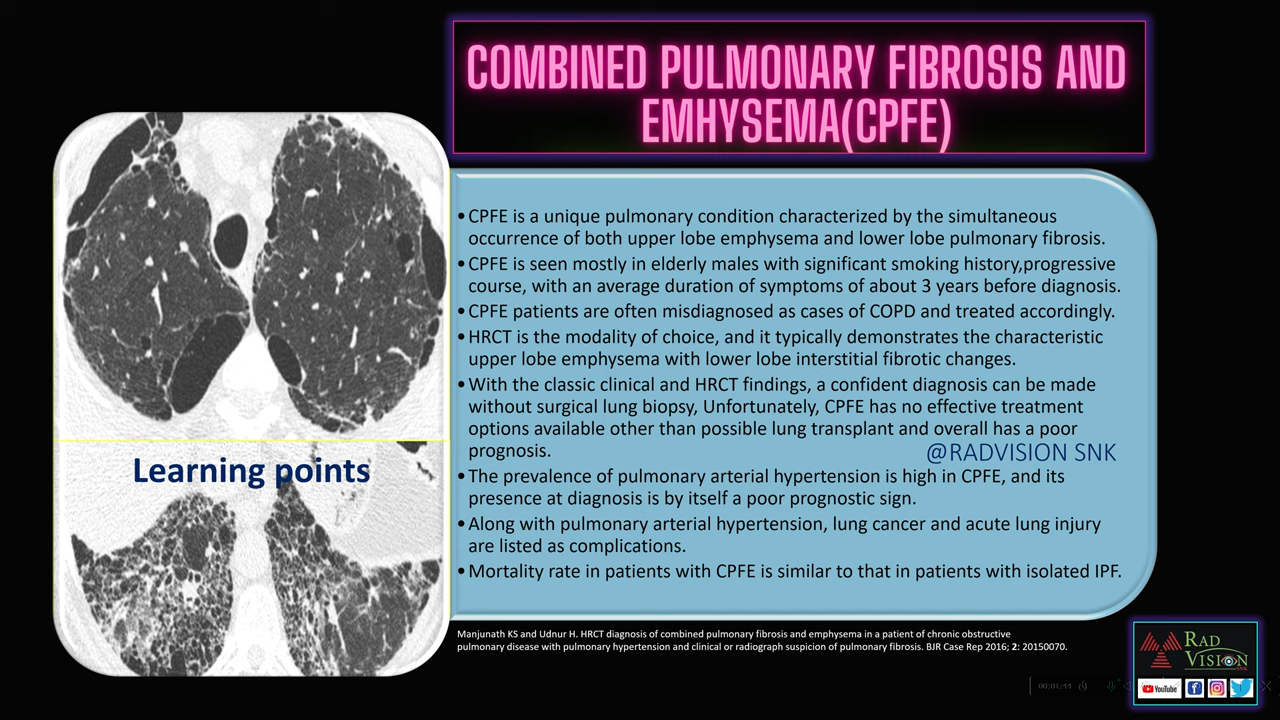 COMBINED PULMONARY FIBROSIS AND
EMHYSEMA(CPFE)
• CPFE is a unique pulmonary condition characterized by the simultaneous
occurrence of both upper lobe emphysema and lower lobe pulmonary fibrosis.
• CPFE is seen mostly in elderly males with significant smoking history,progressive
course, with an average duration of symptoms of about 3 years before diagnosis.
• CPFE patients are often misdiagnosed as cases of COPD and treated accordingly.
• HRCT is the modality of choice, and it typically demonstrates the characteristic
upper lobe emphysema with lower lobe interstitial fibrotic changes.
• With the classic clinical and HRCT findings, a confident diagnosis can be made
without surgical lung biopsy, Unfortunately, CPFE has no effective treatment
options available other than possible lung transplant and overall has a poor
prognosis.
@RADVISION SNK
• The prevalence of pulmonary arterial hypertension is high in CPFE, and its
presence at diagnosis is by itself a poor prognostic sign.
• Along with pulmonary arterial hypertension, lung cancer and acute lung injury
are listed as complications.
• Mortality rate in patients with CPFE is similar to that in patients with isolated IPF.
Learning points
Manjunath KS and Udnur H. HRCT diagnosis of combined pulmonary fibrosis and emphysema in a patient of chronic obstructive
pulmonary disease with pulmonary hypertension and clinical or radiograph suspicion of pulmonary fibrosis. BJR Case Rep 2016; 2: 20150070.
RAD
VISION
SNK
YouTube
00:01:44